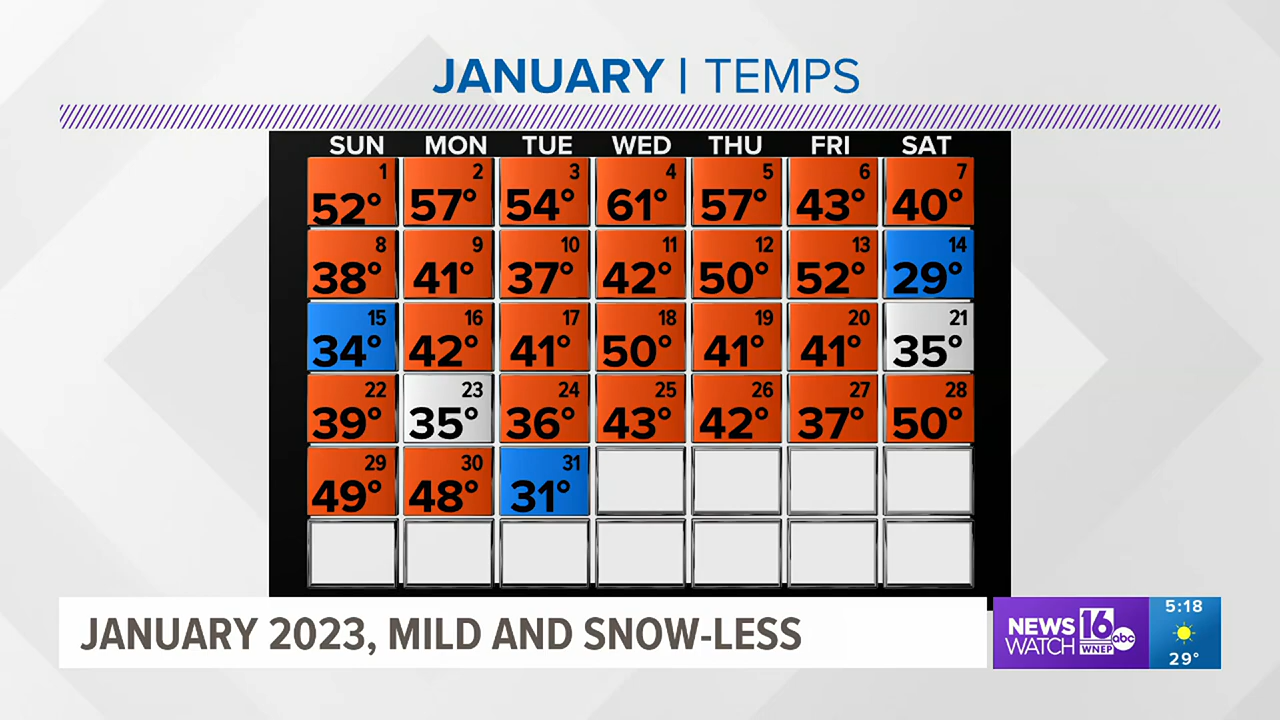 JANUARY | TEMPS
SUN MON TUE WED THU FRI SAT
1 2 3 4 5 6 7
52° 57° 54° 61° 57° 43° 40°
8 9 10 11 12 13 14
38° 41° 37° 42° 50° 52° 29°
15 16 17 18 19 20 21
34° 42° 41° 50° 41° 41° 35°
22 23 24 25 26 27 28
39° 35° 36° 43° 42° 37° 50°
29 30 31
49° 48° 31°
JANUARY 2023, MILD AND SNOW-LESS
NEWS 16
WATCH WNEP abc
5:18
29°